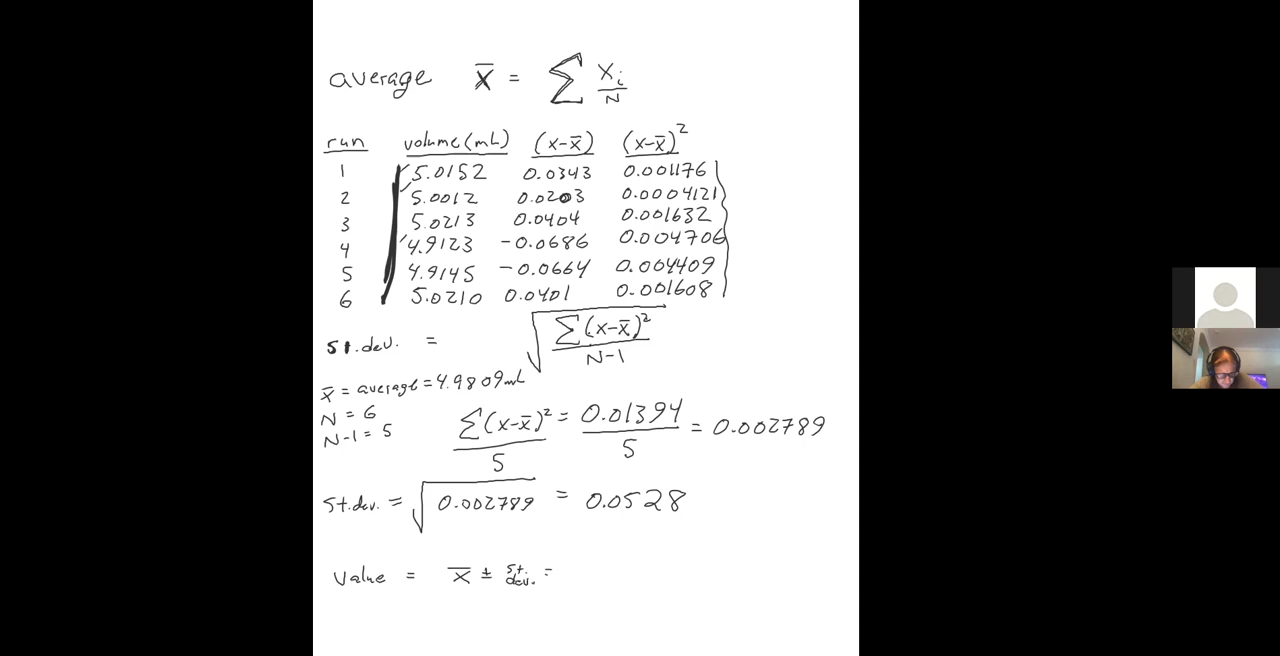 average x̄ = ∑ xᵢ/N
run volume(mL) (x-x̄) (x-x̄)²
1 5.0152 0.0343 0.001176
2 5.0012 0.0203 0.0004121
3 5.0213 0.0404 0.001632
4 4.9123 -0.0686 0.004706
5 4.9145 -0.0664 0.004409
6 5.0210 0.0401 0.001608
st.dev. = √(∑(x-x̄)²/N-1)
x̄ = average = 4.9809mL
N = 6
N-1 = 5
∑(x-x̄)²/5 = 0.01394/5 = 0.002789
st.dev. = √0.002789 = 0.0528
value = x̄ ± st. dev. =